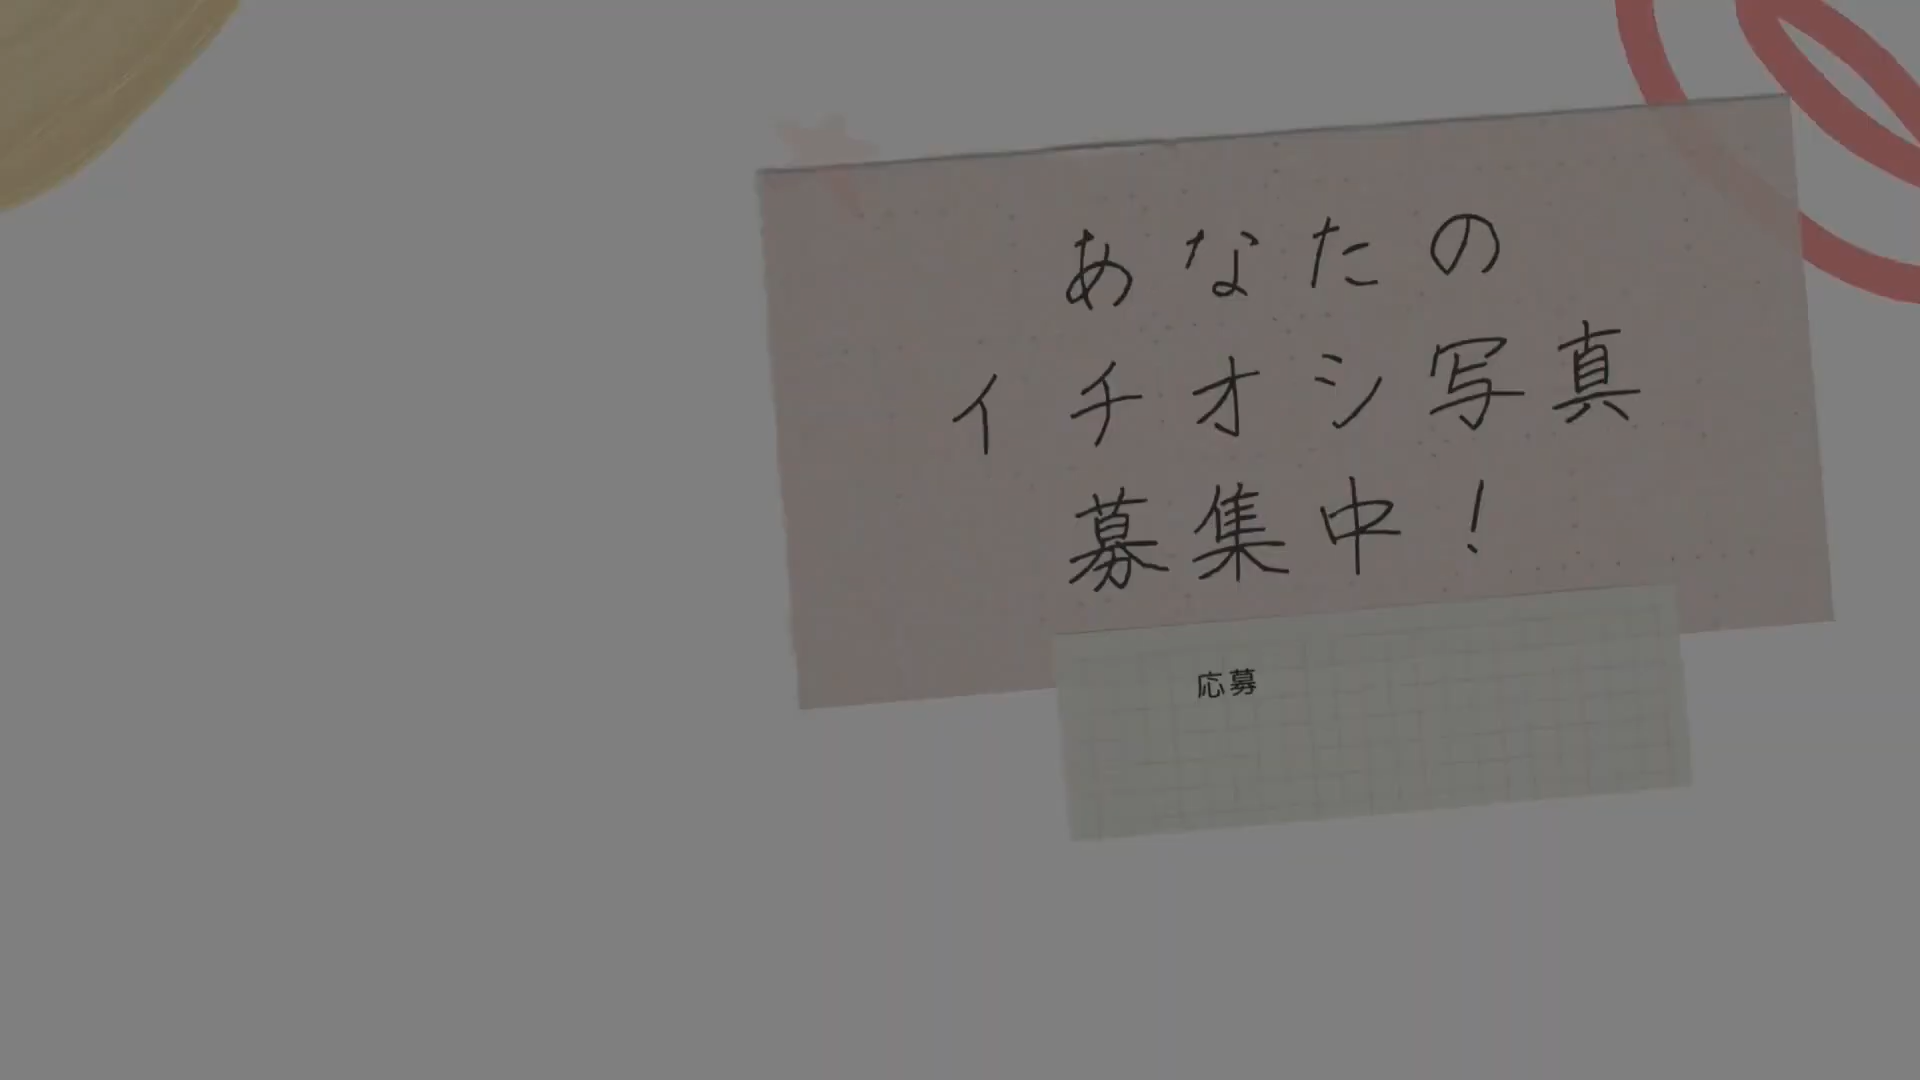 あなたの
イチオシ写真
募集中！
応募